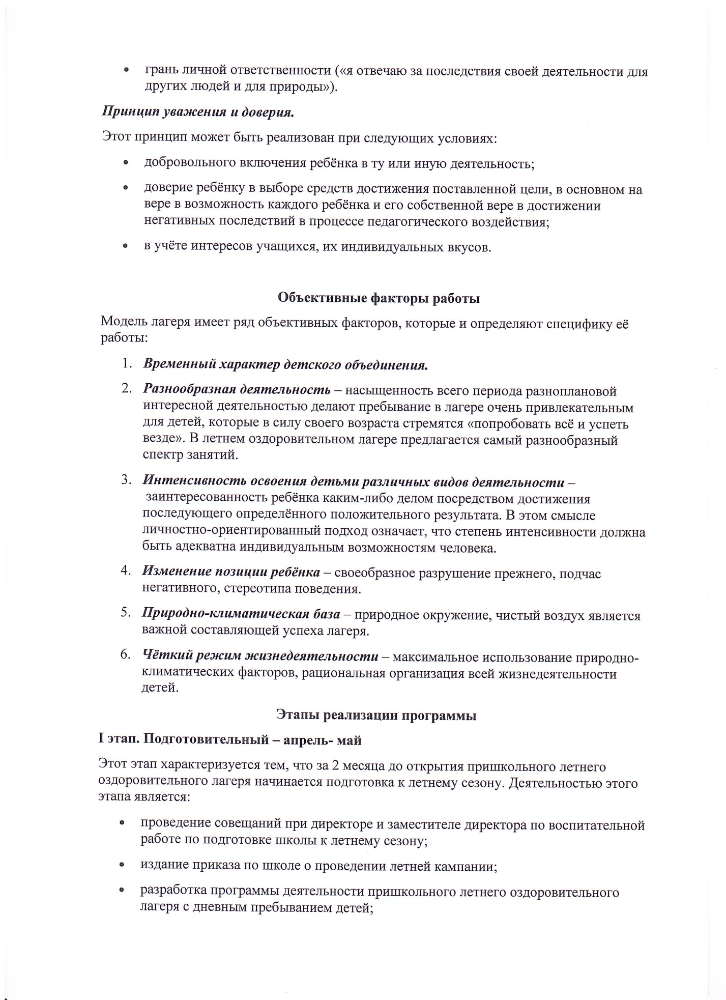 • грань личной ответственности («я отвечаю за последствия своей деятельности для
других людей и для природы»).
Принцип уважения и доверия.
Этот принцип может быть реализован при следующих условиях:
• добровольного включения ребёнка в ту или иную деятельность;
• доверие ребёнку в выборе средств достижения поставленной цели, в основном на
вере в возможность каждого ребёнка и его собственной вере в достижении
негативных последствий в процессе педагогического воздействия;
• в учёте интересов учащихся, их индивидуальных вкусов.
Объективные факторы работы
Модель лагеря имеет ряд объективных факторов, которые и определяют специфику её
работы:
1. Временный характер детского объединения.
2. Разнообразная деятельность – насыщенность всего периода разноплановой
интересной деятельностью делают пребывание в лагере очень привлекательным
для детей, которые в силу своего возраста стремятся «попробовать всё и успеть
везде». В летнем оздоровительном лагере предлагается самый разнообразный
спектр занятий.
3. Интенсивность освоения детьми различных видов деятельности –
заинтересованность ребёнка каким-либо делом посредством достижения
последующего определённого положительного результата. В этом смысле
личностно-ориентированный подход означает, что степень интенсивности должна
быть адекватна индивидуальным возможностям человека.
4. Изменение позиции ребёнка – своеобразное разрушение прежнего, подчас
негативного, стереотипа поведения.
5. Природно-климатическая база – природное окружение, чистый воздух является
важной составляющей успеха лагеря.
6. Чёткий режим жизнедеятельности – максимальное использование природно-
климатических факторов, рациональная организация всей жизнедеятельности
детей.
Этапы реализации программы
I этап. Подготовительный – апрель- май
Этот этап характеризуется тем, что за 2 месяца до открытия пришкольного летнего
оздоровительного лагеря начинается подготовка к летнему сезону. Деятельностью этого
этапа является:
• проведение совещаний при директоре и заместителе директора по воспитательной
работе по подготовке школы к летнему сезону;
• издание приказа по школе о проведении летней кампании;
• разработка программы деятельности пришкольного летнего оздоровительного
лагеря с дневным пребыванием детей;